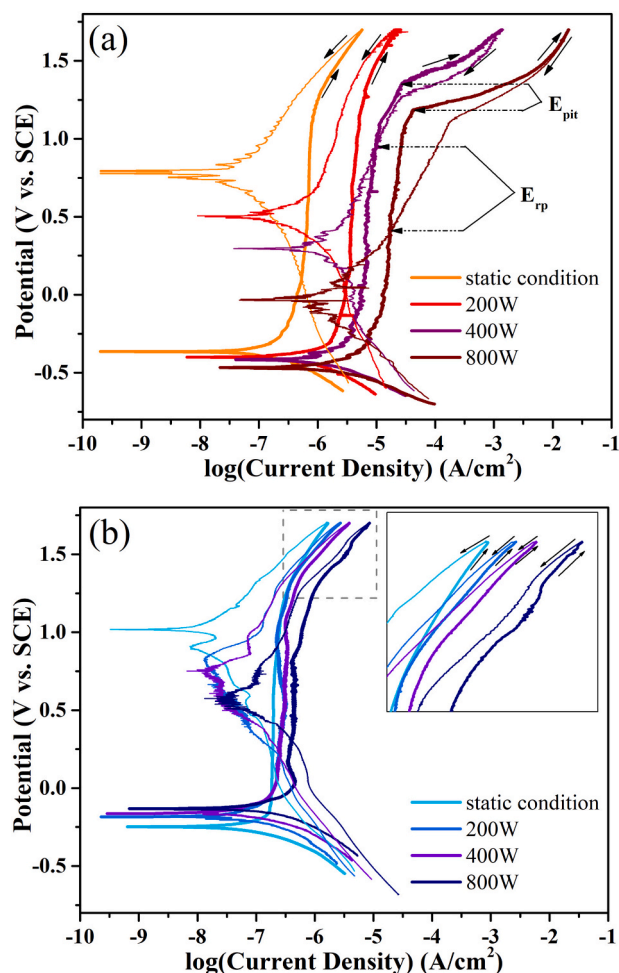 (a)
1.5
1.0
0.5
0.0
-0.5
Potential (V vs. SCE)
E_pit
E_rp
static condition
200W
400W
800W
-10 -9 -8 -7 -6 -5 -4 -3 -2 -1
log(Current Density) (A/cm²)
(b)
1.5
1.0
0.5
0.0
-0.5
Potential (V vs. SCE)
static condition
200W
400W
800W
-10 -9 -8 -7 -6 -5 -4 -3 -2 -1
log(Current Density) (A/cm²)